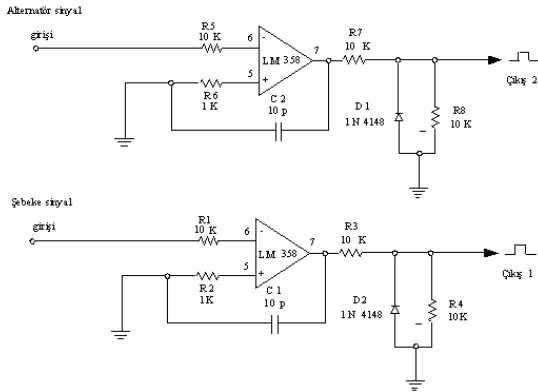 Alternatör sinyal
girişi
R5
10 K
6
-
7
R7
10 K
LM 358
5
+
R6
1 K
C 2
10 p
D 1
1N 4148
R8
10 K
Çıkış 2
Şebeke sinyal
girişi
R1
10 K
6
-
7
R3
10 K
LM 358
5
+
R2
1K
C 1
10 p
D2
1N 4148
R4
10K
Çıkış 1